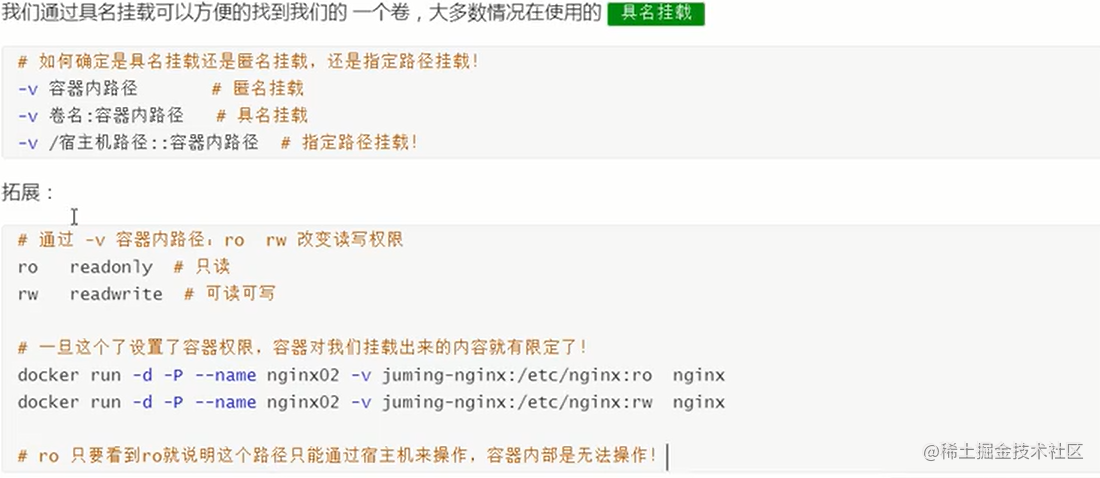 我们通过具名挂载可以方便的找到我们的 一个卷，大多数情况在使用的 具名挂载
# 如何确定是具名挂载还是匿名挂载，还是指定路径挂载！
-v 容器内路径 # 匿名挂载
-v 卷名:容器内路径 # 具名挂载
-v /宿主机路径::容器内路径 # 指定路径挂载！
拓展：
# 通过 -v 容器内路径：ro rw 改变读写权限
ro readonly # 只读
rw readwrite # 可读可写
# 一旦这个了设置了容器权限，容器对我们挂载出来的内容就有限定了！
docker run -d -P --name nginx02 -v juming-nginx:/etc/nginx:ro nginx
docker run -d -P --name nginx02 -v juming-nginx:/etc/nginx:rw nginx
# ro 只要看到ro就说明这个路径只能通过宿主机来操作，容器内部是无法操作！
@稀土掘金技术社区